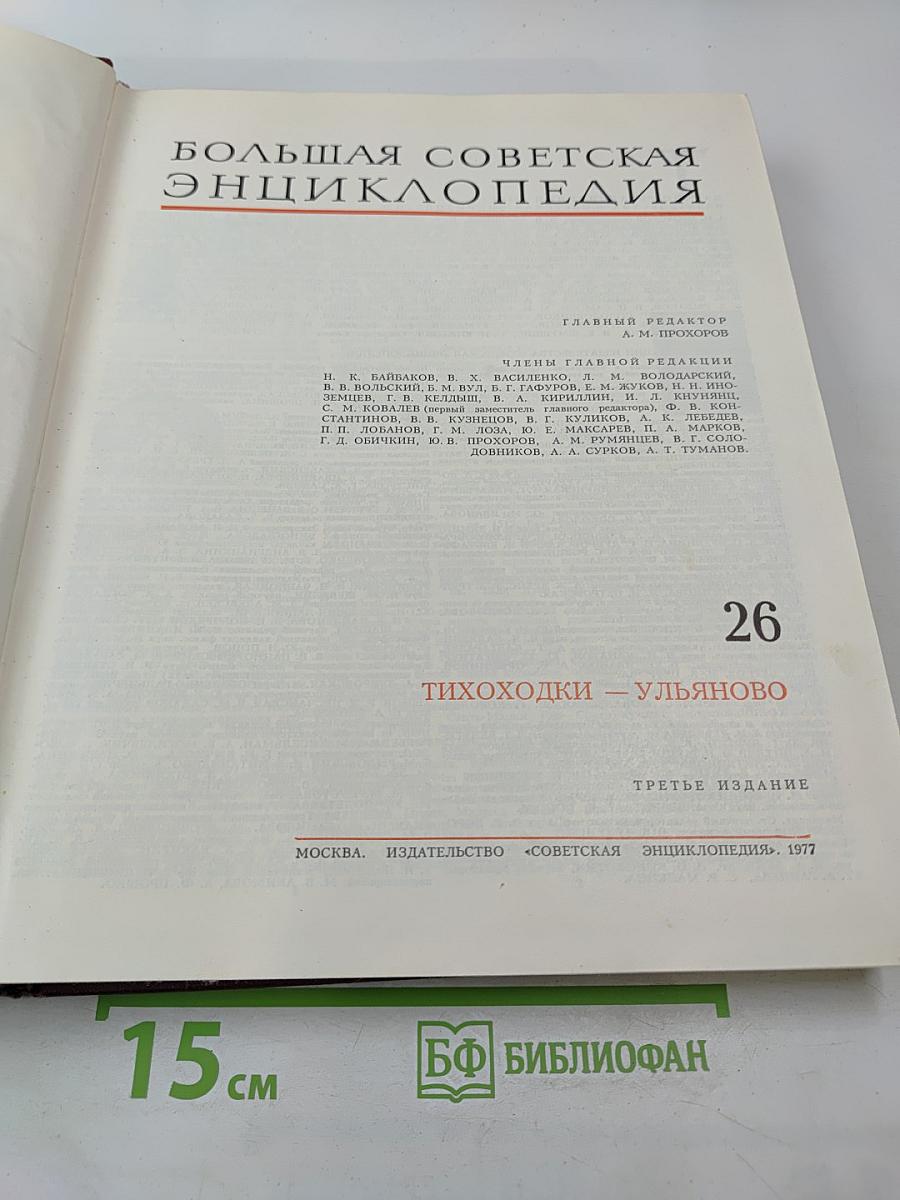 БОЛЬШАЯ СОВЕТСКАЯ
ЭНЦИКЛОПЕДИЯ
ГЛАВНЫЙ РЕДАКТОР
А. М. ПРОХОРОВ
ЧЛЕНЫ ГЛАВНОЙ РЕДАКЦИИ
Н. К. БАЙБАКОВ, В. Х. ВАСИЛЕНКО, Л. М. ВОЛОДАРСКИЙ,
В. В. ВОЛЬСКИЙ, Б. М. ВУЛ, Б. Г. ГАФУРОВ, Е. М. ЖУКОВ, Н. Н. ИНО-
ЗЕМЦЕВ, Г. В. КЕЛДЫШ, В. А. КИРИЛЛИН, И. Л. КНУНЯНЦ,
С. М. КОВАЛЕВ (первый заместитель главного редактора), Ф. В. КОН-
СТАНТИНОВ, В. В. КУЗНЕЦОВ, В. Г. КУЛИКОВ, А. К. ЛЕБЕДЕВ,
П. П. ЛОБАНОВ, Г. М. ЛОЗА, Ю. Е. МАКСАРЕВ, П. А. МАРКОВ,
Г. Д. ОБИЧКИН, Ю. В. ПРОХОРОВ, А. М. РУМЯНЦЕВ, В. Г. СОЛО-
ДОВНИКОВ, А. А. СУРКОВ, А. Т. ТУМАНОВ.
26
ТИХОХОДКИ — УЛЬЯНОВО
ТРЕТЬЕ ИЗДАНИЕ
МОСКВА. ИЗДАТЕЛЬСТВО «СОВЕТСКАЯ ЭНЦИКЛОПЕДИЯ». 1977
15 см
БФ БИБЛИОФАН